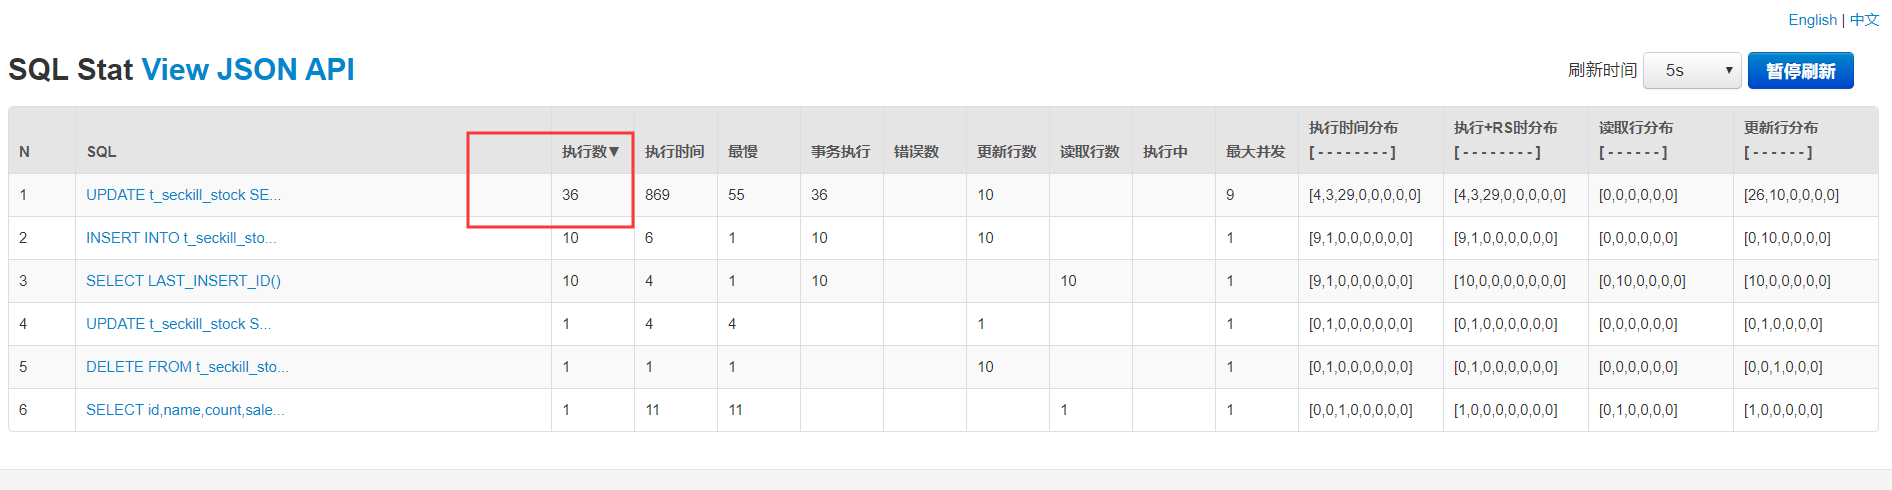 English | 中文
SQL Stat View JSON API
刷新时间 5s ▼ 暂停刷新
N SQL 执行数▼ 执行时间 最慢 事务执行 错误数 更新行数 读取行数 执行中 最大并发 执行时间分布 [ - - - - - - - - ] 执行+RS时分布 [ - - - - - - - - ] 读取行分布 [ - - - - - - ] 更新行分布 [ - - - - - - ]
1 UPDATE t_seckill_stock SE... 36 869 55 36 10 9 [4,3,29,0,0,0,0,0] [4,3,29,0,0,0,0,0] [0,0,0,0,0,0] [26,10,0,0,0,0]
2 INSERT INTO t_seckill_sto... 10 6 1 10 10 1 [9,1,0,0,0,0,0,0] [9,1,0,0,0,0,0,0] [0,0,0,0,0,0] [0,10,0,0,0,0]
3 SELECT LAST_INSERT_ID() 10 4 1 10 10 1 [9,1,0,0,0,0,0,0] [10,0,0,0,0,0,0,0] [0,10,0,0,0,0] [10,0,0,0,0,0]
4 UPDATE t_seckill_stock S... 1 4 4 1 1 [0,1,0,0,0,0,0,0] [0,1,0,0,0,0,0,0] [0,0,0,0,0,0] [0,1,0,0,0,0]
5 DELETE FROM t_seckill_sto... 1 1 1 10 1 [0,1,0,0,0,0,0,0] [0,1,0,0,0,0,0,0] [0,0,0,0,0,0] [0,0,1,0,0,0]
6 SELECT id,name,count,sale... 1 11 11 1 1 [0,0,1,0,0,0,0,0] [1,0,0,0,0,0,0,0] [0,1,0,0,0,0] [1,0,0,0,0,0]